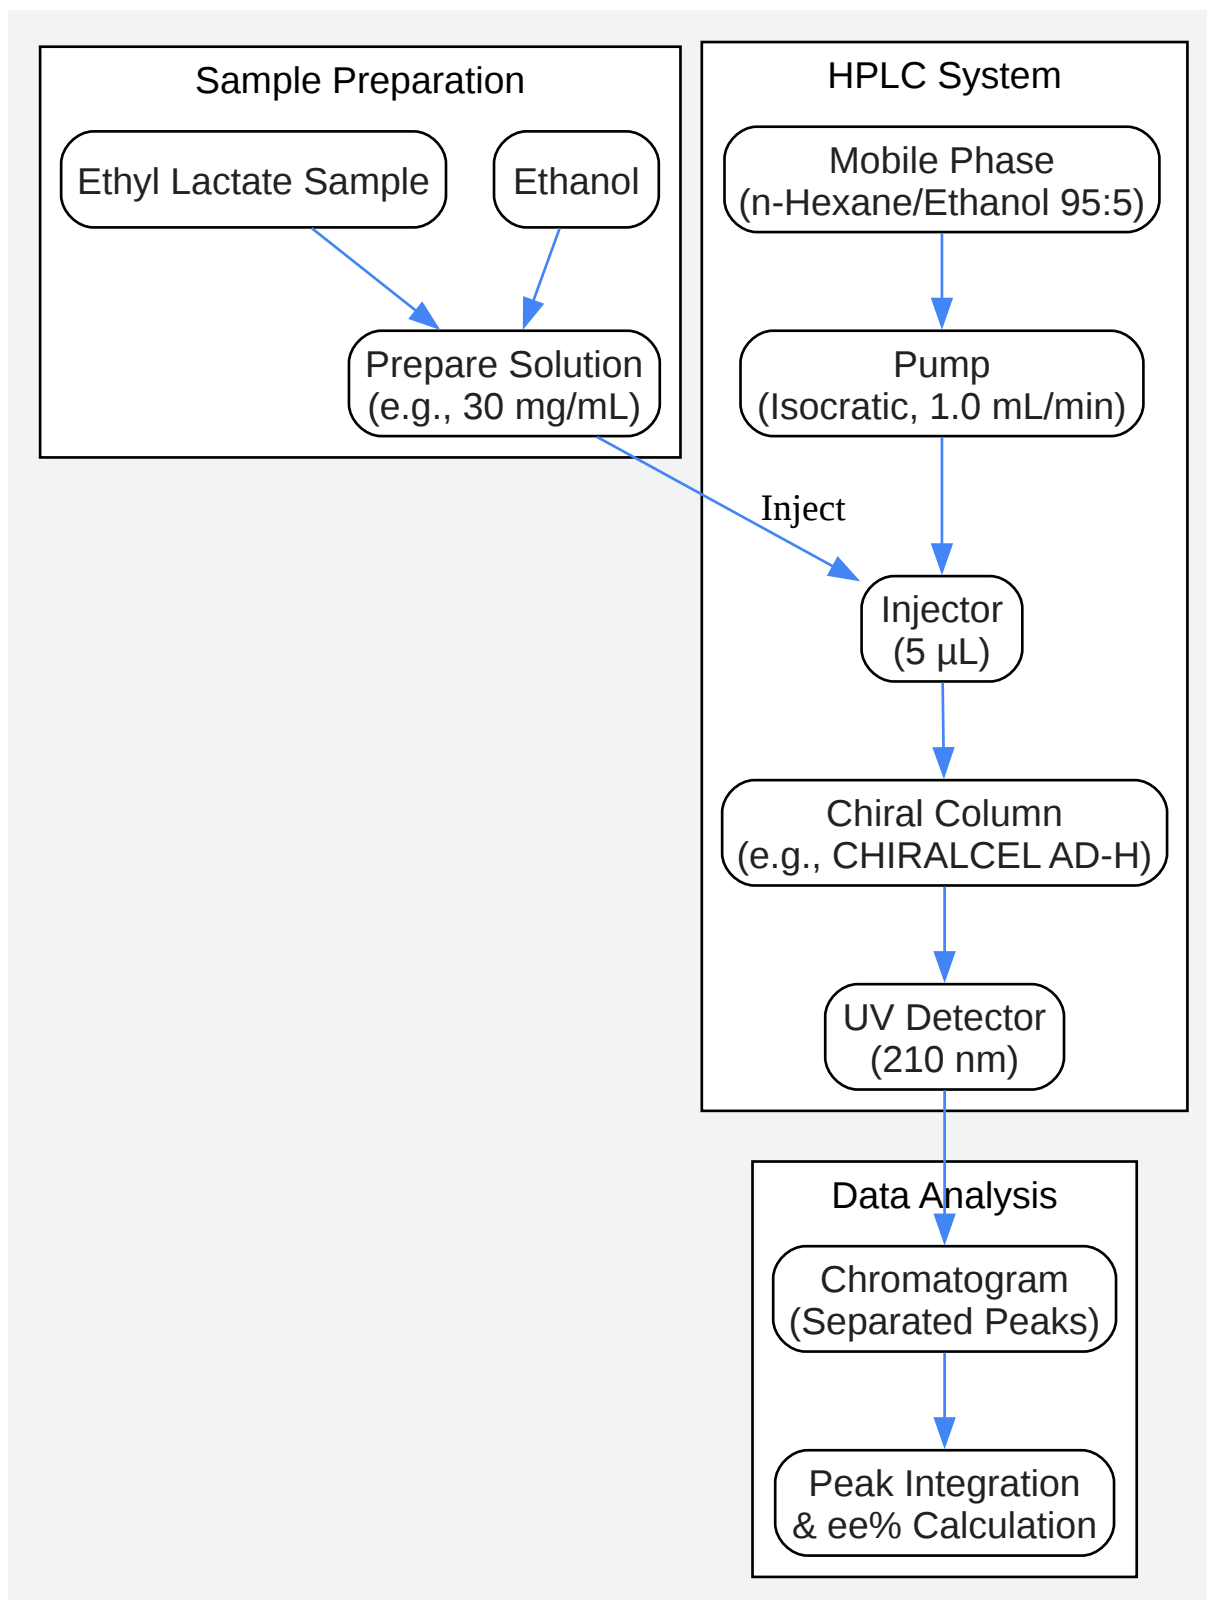 Sample Preparation
Ethyl Lactate Sample
Ethanol
Prepare Solution
(e.g., 30 mg/mL)
Inject
HPLC System
Mobile Phase
(n-Hexane/Ethanol 95:5)
Pump
(Isocratic, 1.0 mL/min)
Injector
(5 µL)
Chiral Column
(e.g., CHIRALCEL AD-H)
UV Detector
(210 nm)
Data Analysis
Chromatogram
(Separated Peaks)
Peak Integration
& ee% Calculation